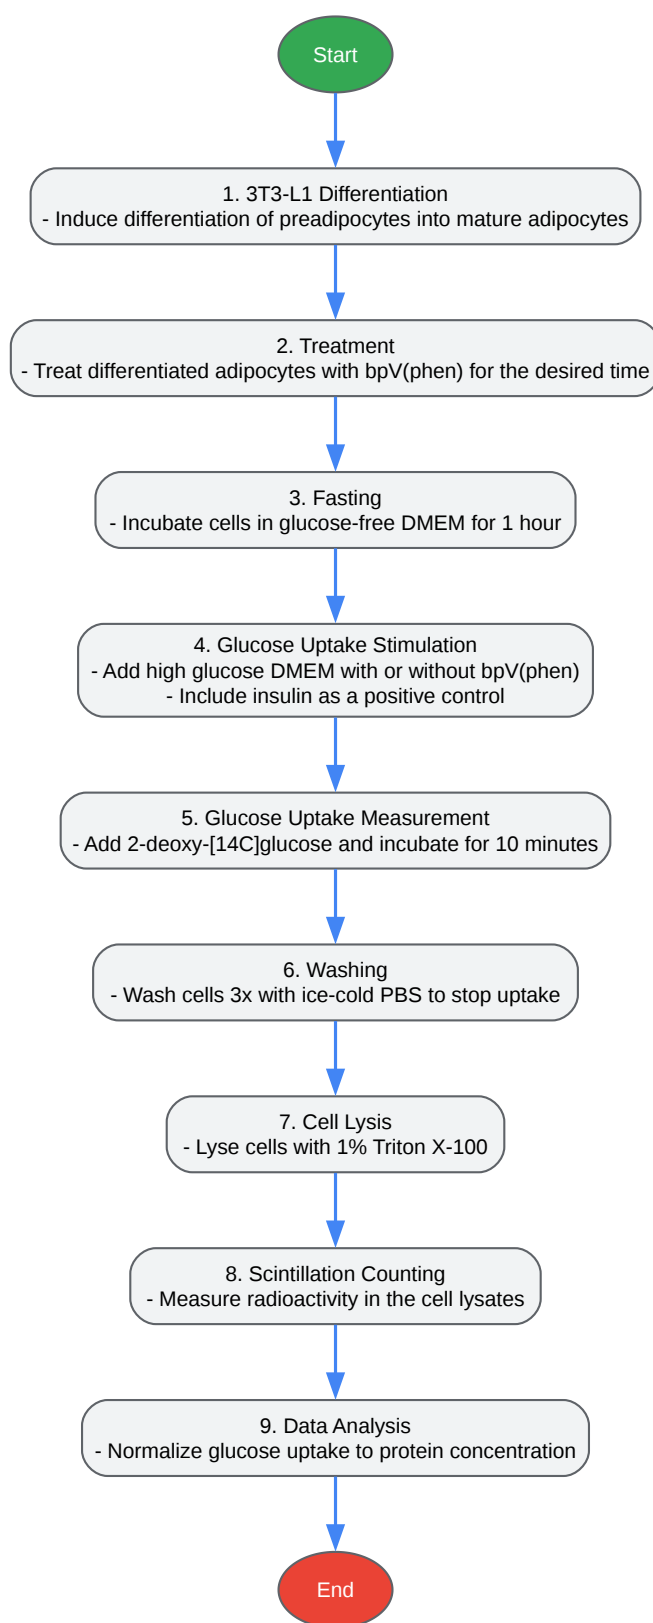 Start
1. 3T3-L1 Differentiation
- Induce differentiation of preadipocytes into mature adipocytes
2. Treatment
- Treat differentiated adipocytes with bpV(phen) for the desired time
3. Fasting
- Incubate cells in glucose-free DMEM for 1 hour
4. Glucose Uptake Stimulation
- Add high glucose DMEM with or without bpV(phen)
- Include insulin as a positive control
5. Glucose Uptake Measurement
- Add 2-deoxy-[14C]glucose and incubate for 10 minutes
6. Washing
- Wash cells 3x with ice-cold PBS to stop uptake
7. Cell Lysis
- Lyse cells with 1% Triton X-100
8. Scintillation Counting
- Measure radioactivity in the cell lysates
9. Data Analysis
- Normalize glucose uptake to protein concentration
End